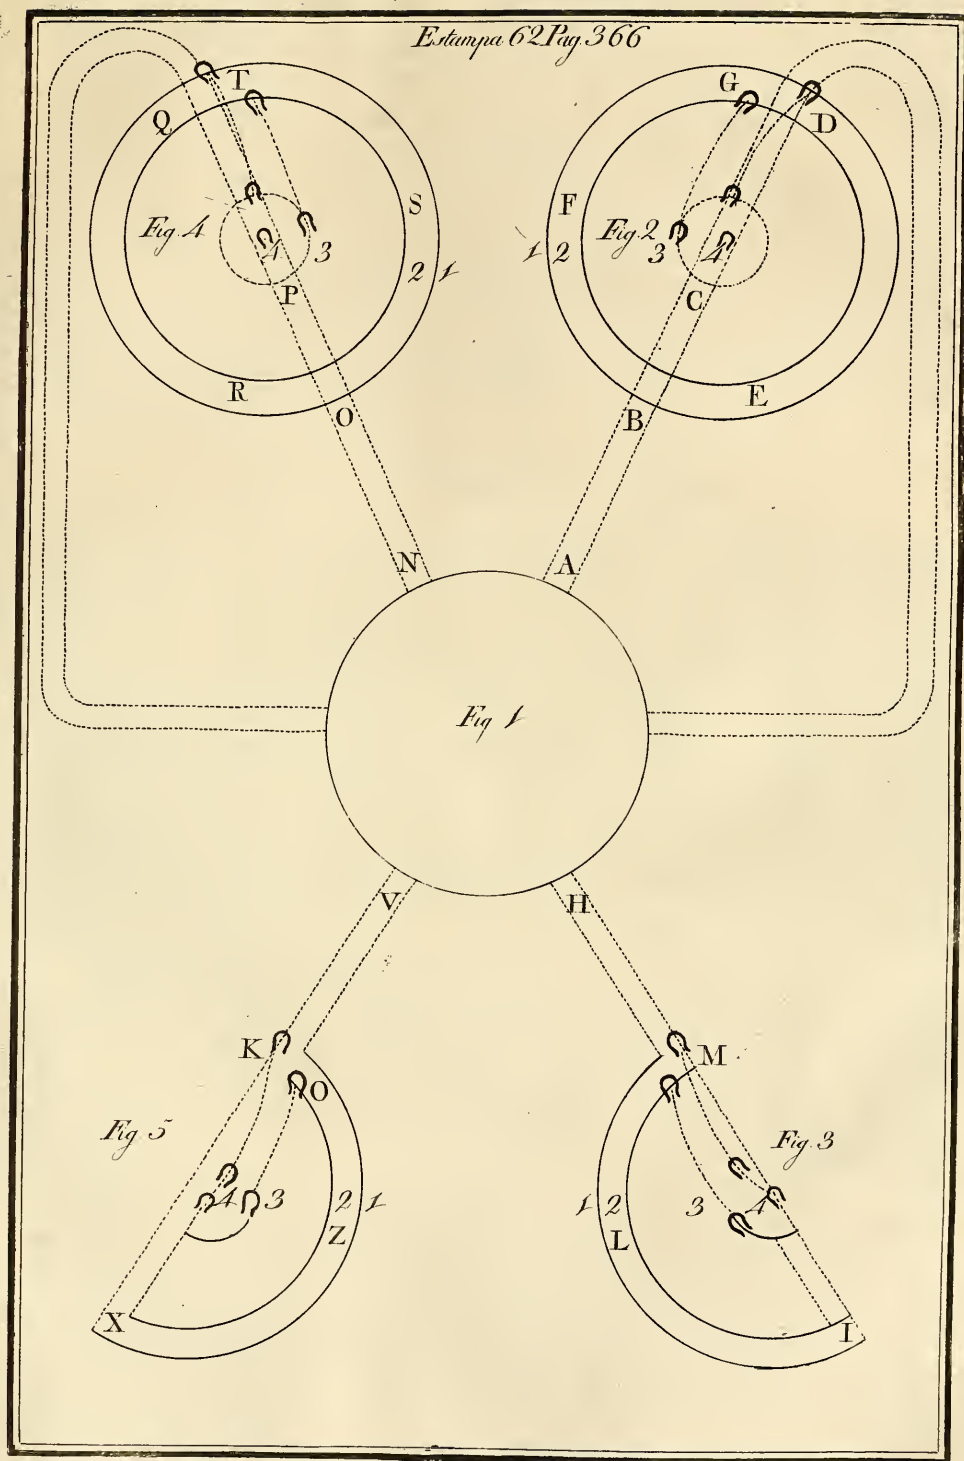 Estampa 62 Pag. 366
T G
Q D
S F
Fig. 4 Fig. 2
4 3 3 4
2 1 1 2
P C
R E
O B
N A
Fig 1
V H
K M
O
Fig. 5 Fig. 3
4 3 2 1 1 2 3 4
Z L
X I